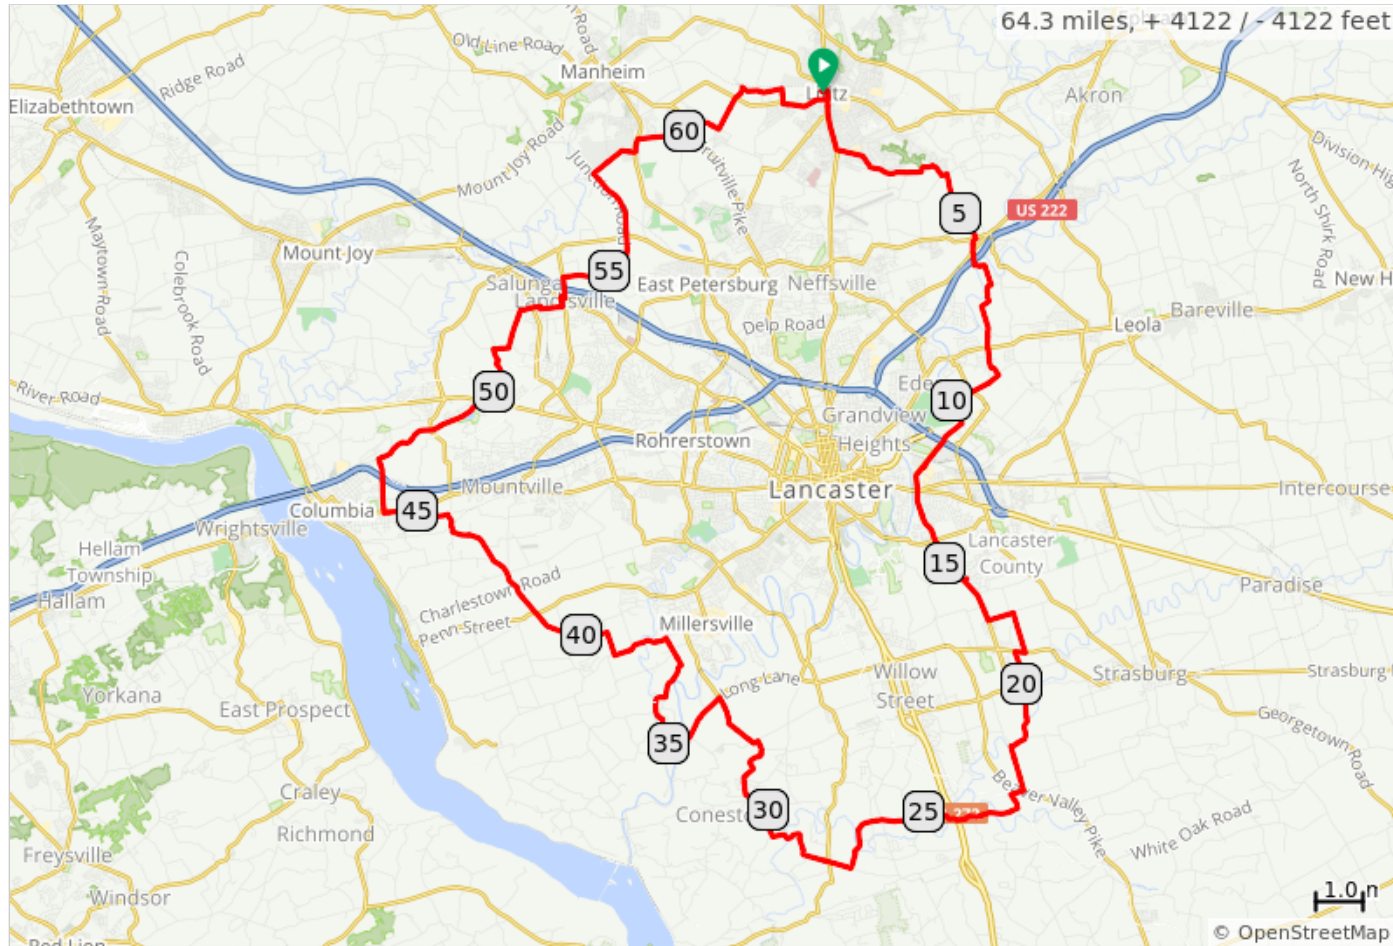 64.3 miles, + 4122 / - 4122 feet
Old Line Road
Manheim
Ridge Road
Elizabethtown
Akron
60
Mount Joy Road
Division
Fruitville Pike
North Shirk Road
5
US 222
Maytown Road
Colebrook Road
Mount Joy
55
East Petersburg
Neffsville
New H
Salunga
Landisville
Bareville
Leola
Delp Road
50
River Road
10
Grandview
Heights
Rohrerstown
Lancaster
Mountville
Intercourse
Columbia
45
Wrightsville
Hellam
Township
Hallam
Lancaster
County
15
Paradise
Charlestown Road
Penn Street
40
Millersville
Willow
Street
Long Lane
20
Strasburg
Strasburg
Yorkana
East Prospect
35
Georgetown Road
Craley
Beaver Valley Pike
30
25
272
Conest
Richmond
White Oak Road
Freysville
Windsor
1.0
Red Lion
© OpenStreetMap